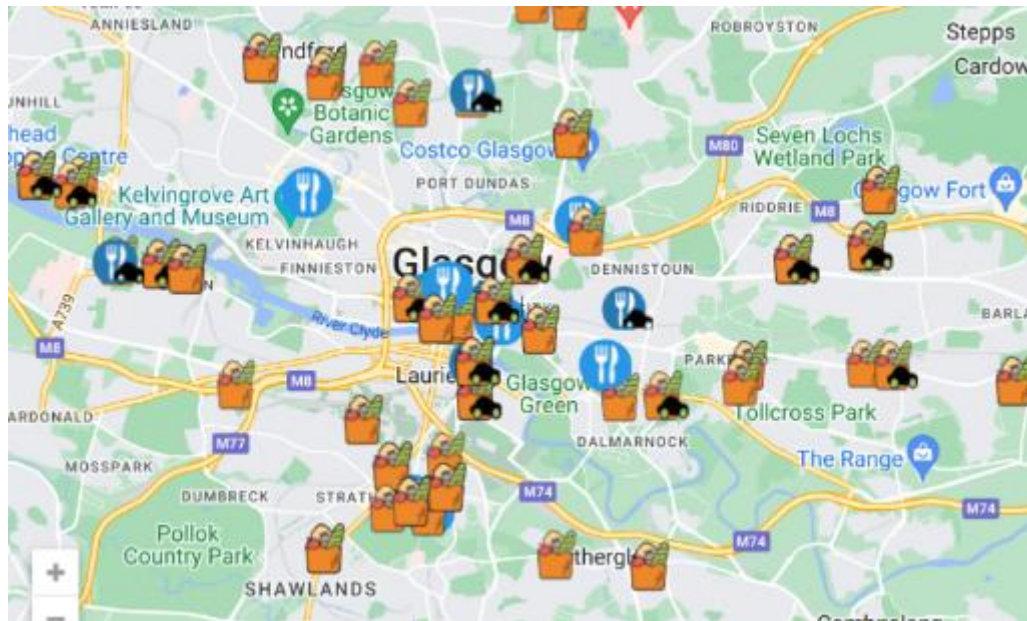 ANNIESLAND
ROBROYSTON
Stepps
Cardow
Botanic
Gardens
Costco Glasgow
Seven Lochs
Wetland Park
M80
Kelvingrove Art
Gallery and Museum
PORT DUNDAS
RIDDRIE
M8
M8
KELVINHAUGH
FINNIESTON
Glasgow
DENNISTOUN
A739
River Clyde
BARLA
M8
M8
Laurie
Glasgow
Green
PARK
Tollcross Park
ARDONALD
M77
DALMARNOCK
The Range
MOSSPARK
DUMBRECK
STRATH
M74
M74
M74
Pollok
Country Park
SHAWLANDS
+